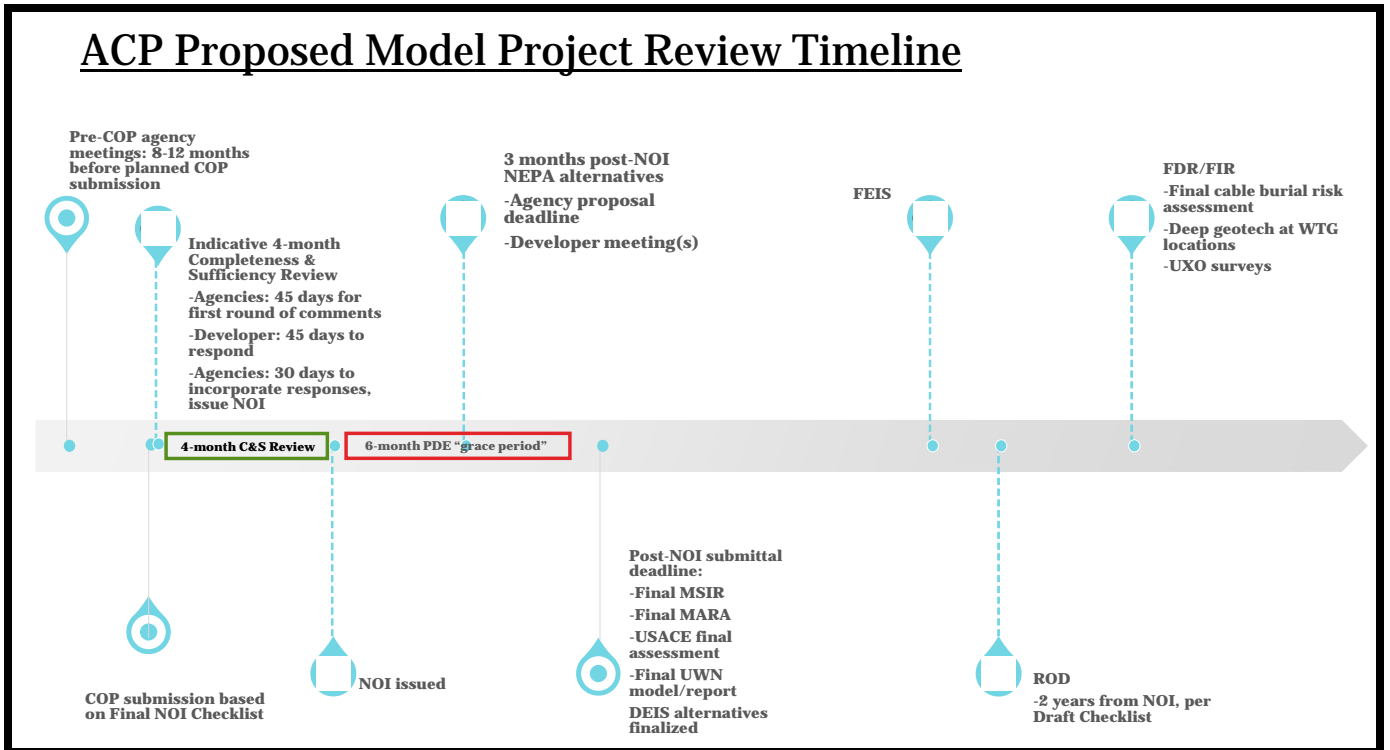 ACP Proposed Model Project Review Timeline
Pre-COP agency
meetings: 8-12 months
before planned COP
submission
Indicative 4-month
Completeness &
Sufficiency Review
-Agencies: 45 days for
first round of comments
-Developer: 45 days to
respond
-Agencies: 30 days to
incorporate responses,
issue NOI
3 months post-NOI
NEPA alternatives
-Agency proposal
deadline
-Developer meeting(s)
FEIS
FDR/FIR
-Final cable burial risk
assessment
-Deep geotech at WTG
locations
-UXO surveys
4-month C&S Review
6-month PDE “grace period”
COP submission based
on Final NOI Checklist
NOI issued
Post-NOI submittal
deadline:
-Final MSIR
-Final MARA
-USACE final
assessment
-Final UWN
model/report
DEIS alternatives
finalized
ROD
-2 years from NOI, per
Draft Checklist